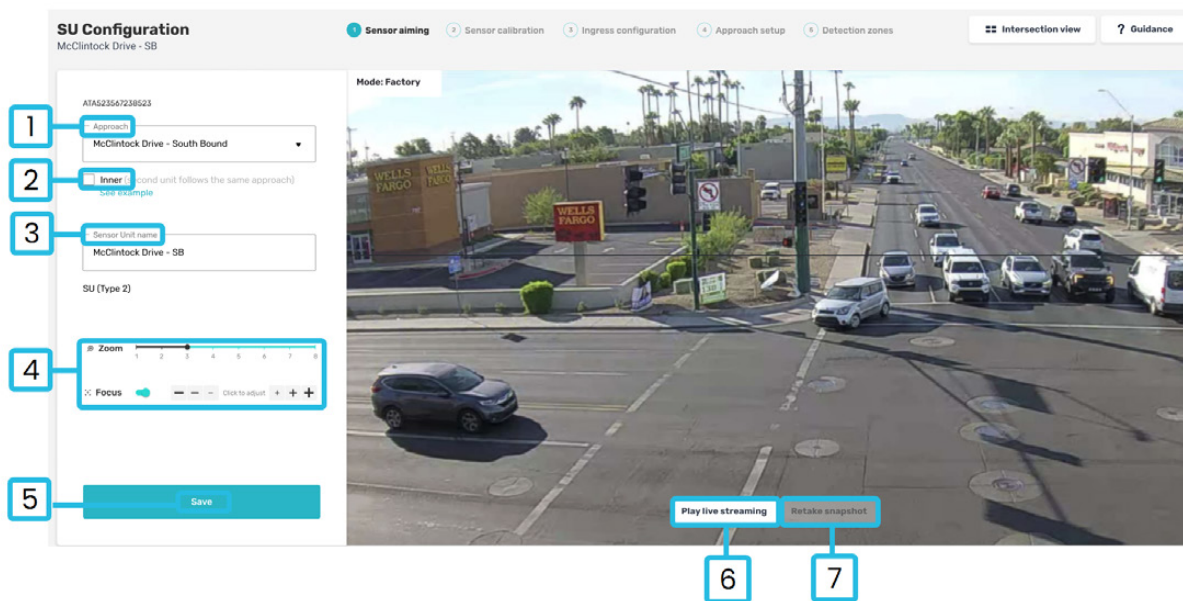 SU Configuration
McClintock Drive - SB
1 Sensor aiming
2 Sensor calibration
3 Ingress configuration
4 Approach setup
5 Detection zones
Intersection view
? Guidance
Mode: Factory
ATAS23567238523
1
Approach
McClintock Drive - South Bound
2
Inner (second unit follows the same approach)
See example
3
Sensor Unit name
McClintock Drive - SB
SU (Type 2)
4
Zoom
1 2 3 4 5 6 7 8
Focus
Click to adjust
5
Save
WELLS
FARGO
WELLS
FARGO
WELLS
FARGO
Play live streaming
Retake snapshot
6
7